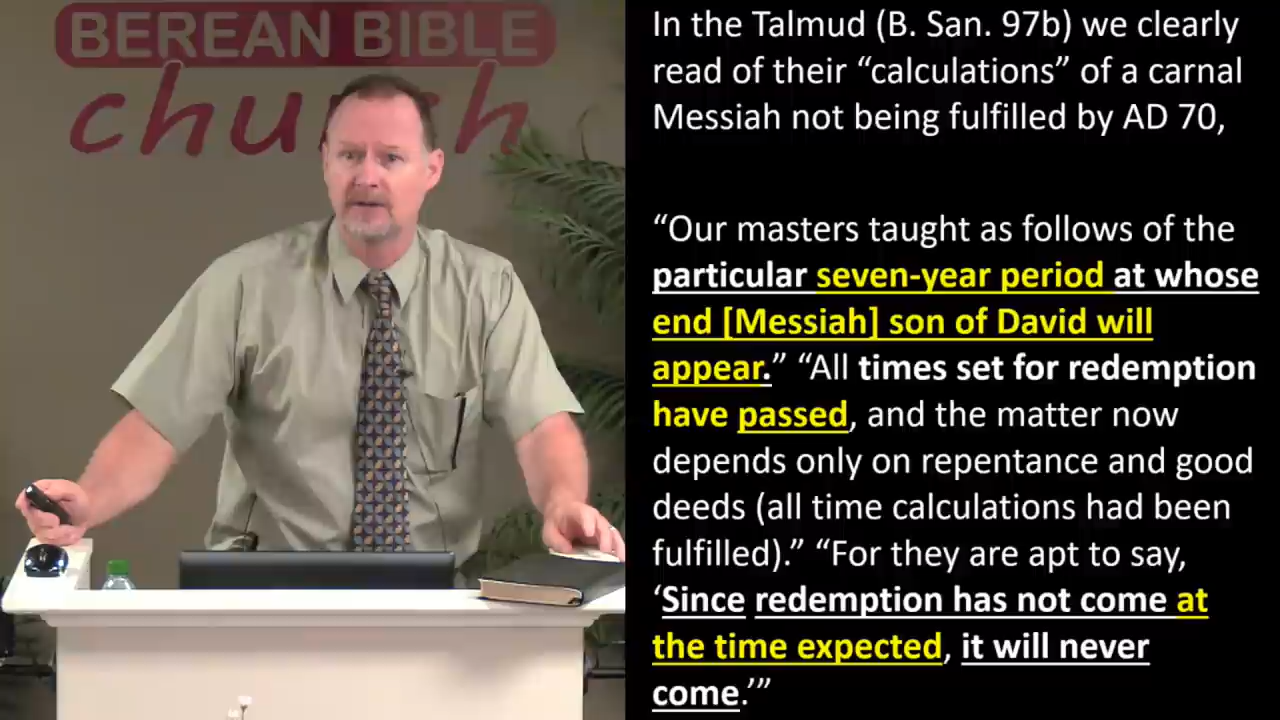 BEREAN BIBLE
church
In the Talmud (B. San. 97b) we clearly
read of their “calculations” of a carnal
Messiah not being fulfilled by AD 70,
“Our masters taught as follows of the
particular seven-year period at whose
end [Messiah] son of David will
appear.” “All times set for redemption
have passed, and the matter now
depends only on repentance and good
deeds (all time calculations had been
fulfilled).” “For they are apt to say,
‘Since redemption has not come at
the time expected, it will never
come.’”